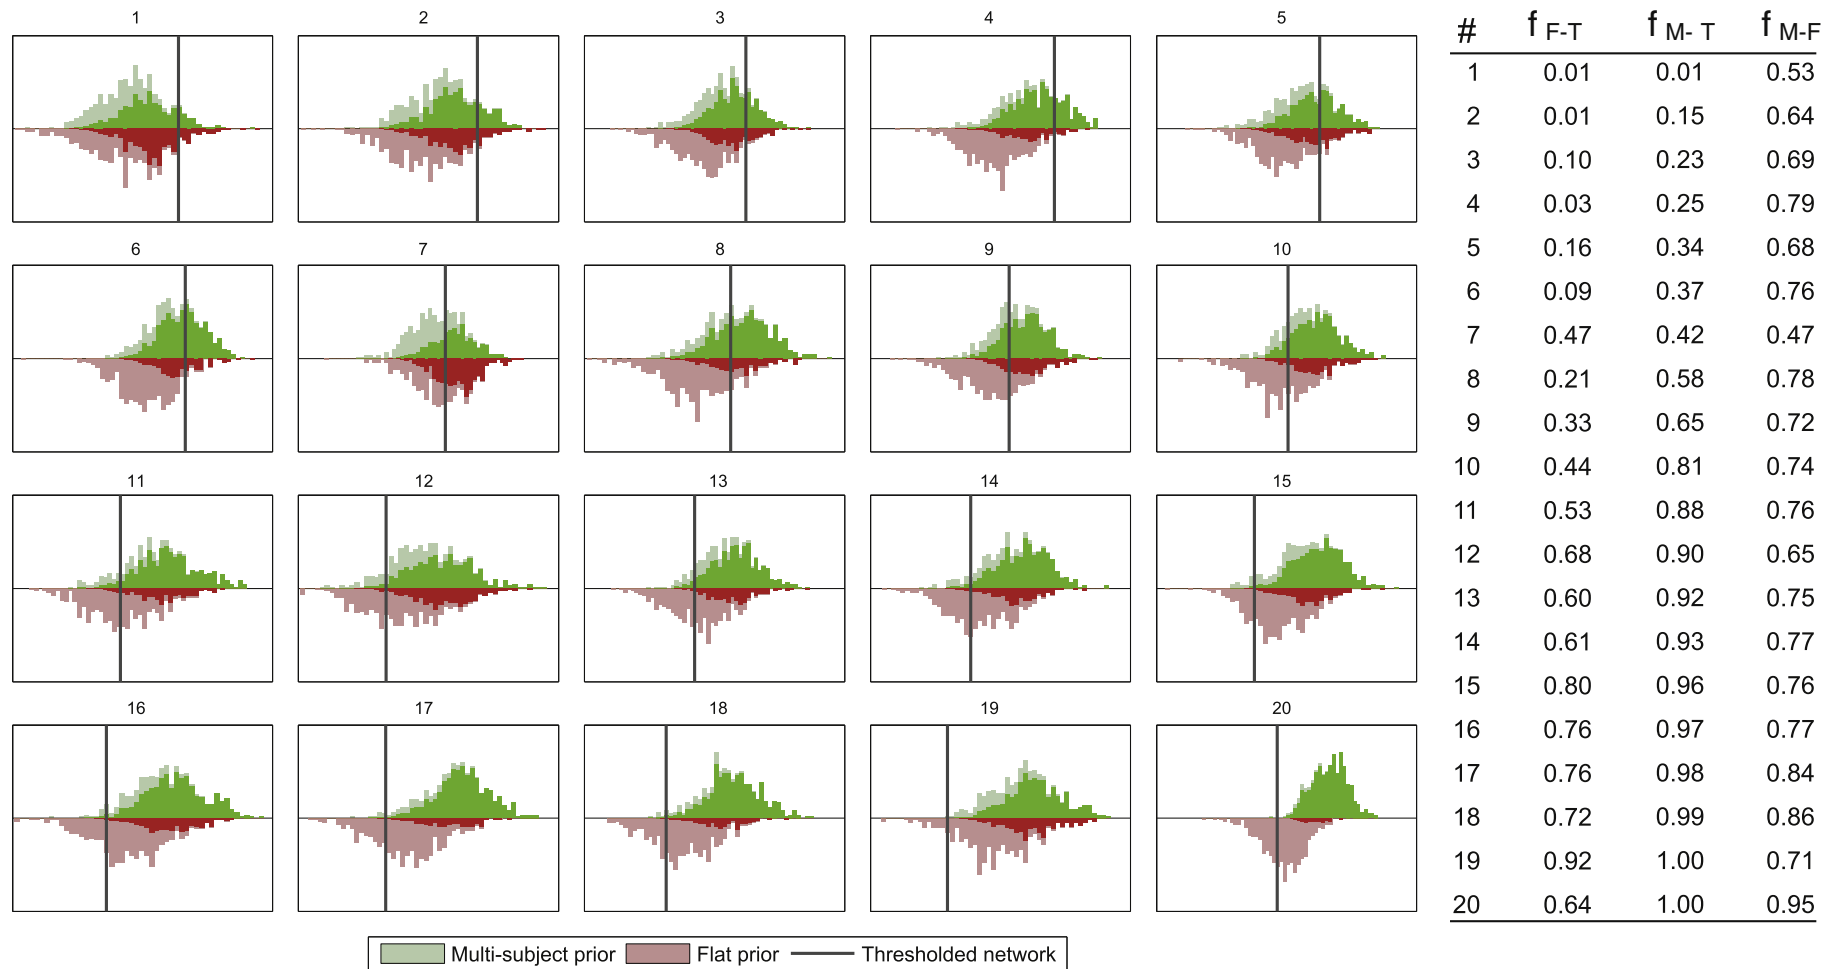 1 2 3 4 5
6 7 8 9 10
11 12 13 14 15
16 17 18 19 20
Multi-subject prior Flat prior Thresholded network
# f F-T f M- T f M-F
1 0.01 0.01 0.53
2 0.01 0.15 0.64
3 0.10 0.23 0.69
4 0.03 0.25 0.79
5 0.16 0.34 0.68
6 0.09 0.37 0.76
7 0.47 0.42 0.47
8 0.21 0.58 0.78
9 0.33 0.65 0.72
10 0.44 0.81 0.74
11 0.53 0.88 0.76
12 0.68 0.90 0.65
13 0.60 0.92 0.75
14 0.61 0.93 0.77
15 0.80 0.96 0.76
16 0.76 0.97 0.77
17 0.76 0.98 0.84
18 0.72 0.99 0.86
19 0.92 1.00 0.71
20 0.64 1.00 0.95